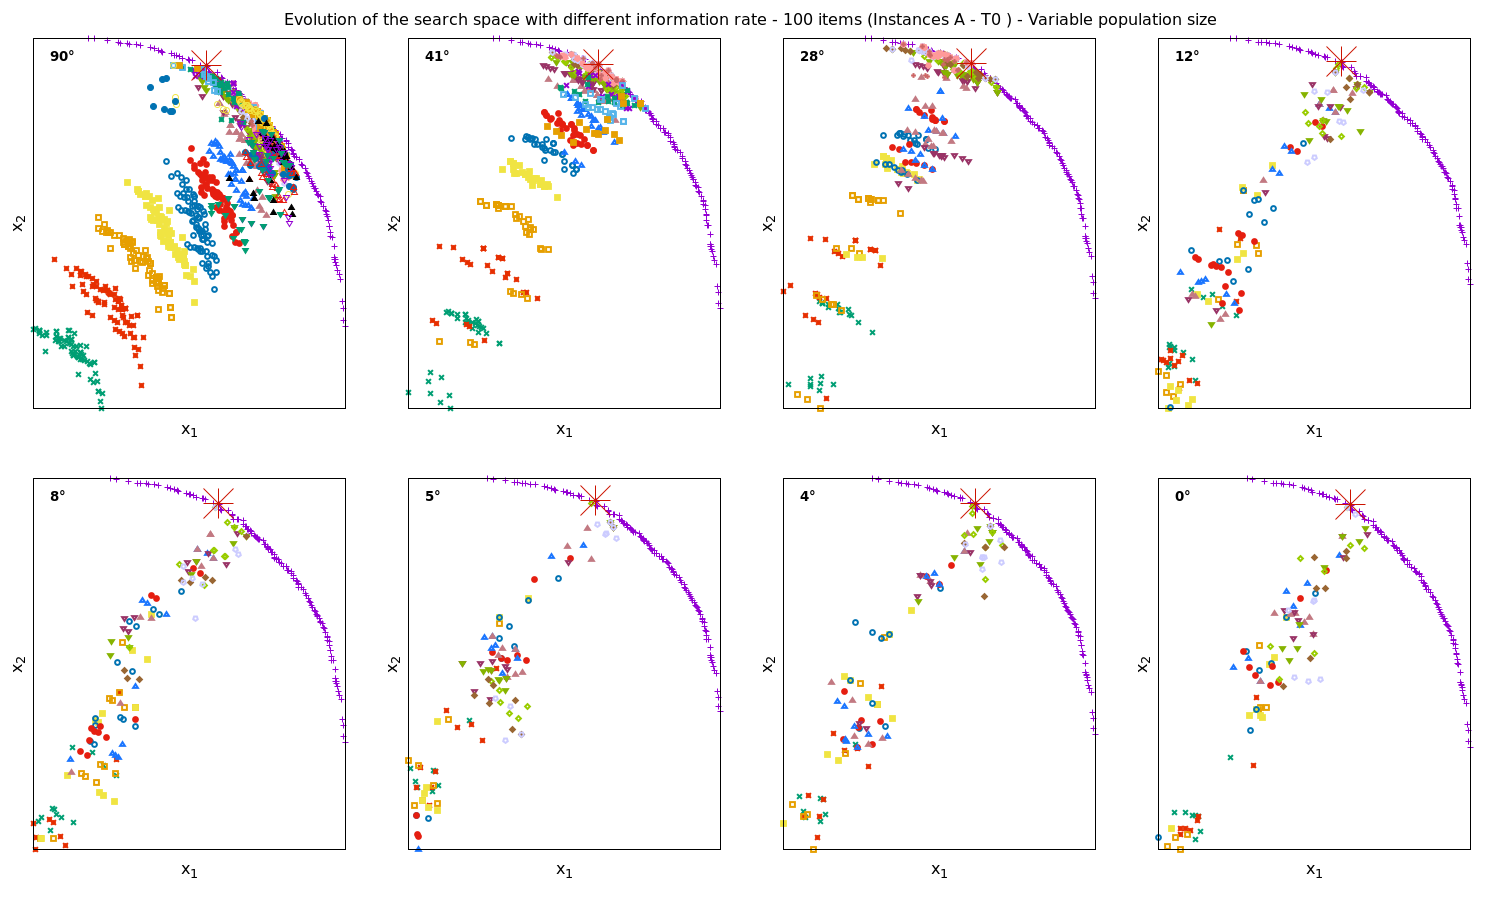 Evolution of the search space with different information rate - 100 items (Instances A - T0 ) - Variable population size
90° 41° 28° 12°
x₂ x₂ x₂ x₂
x₁ x₁ x₁ x₁
8° 5° 4° 0°
x₂ x₂ x₂ x₂
x₁ x₁ x₁ x₁